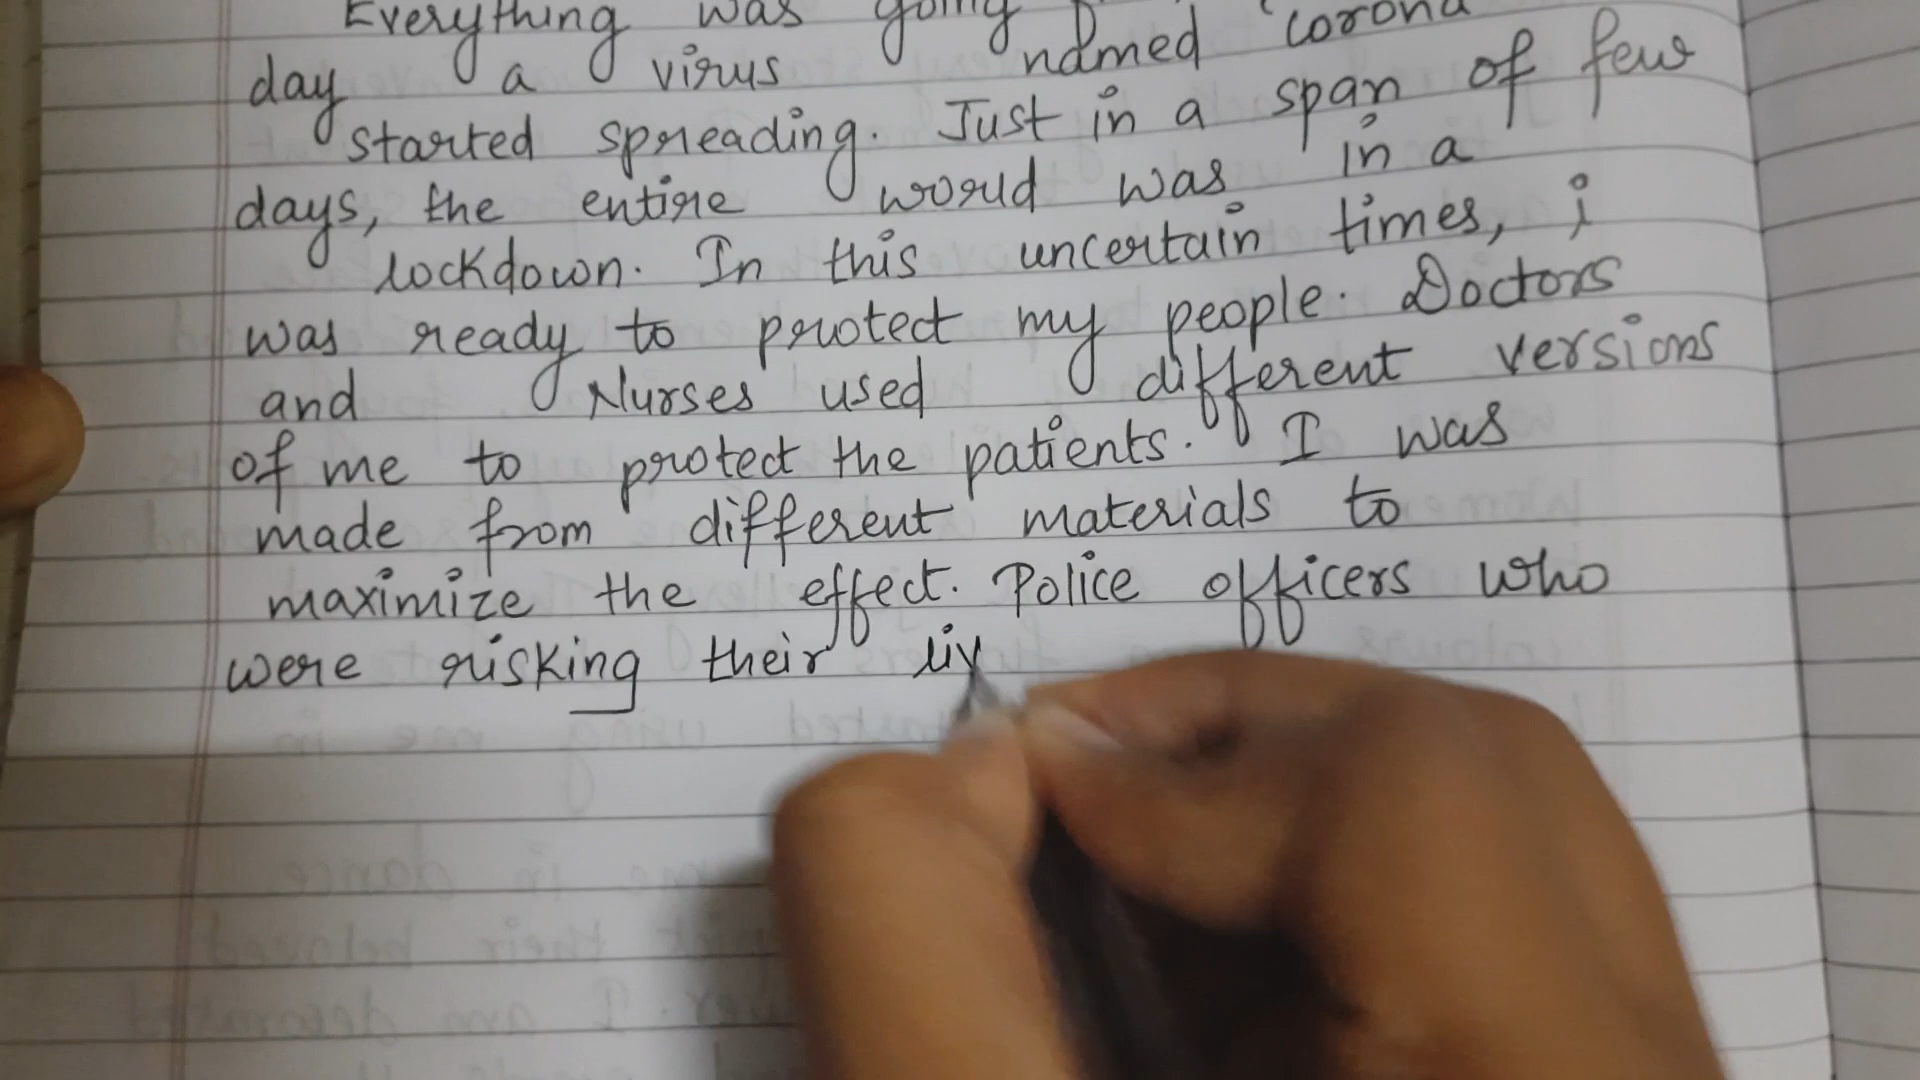 Everything was going
day a virus named 'corona
started spreading. Just in a span of few
days, the entire world was in a
lockdown. In this uncertain times, i
was ready to protect my people. Doctors
and Nurses used different versions
of me to protect the patients. I was
made from different materials to
maximize the effect. Police officers who
were risking their liv